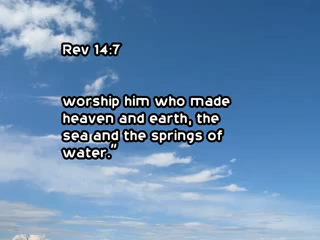 Rev 14:7
worship him who made
heaven and earth, the
sea and the springs of
water."